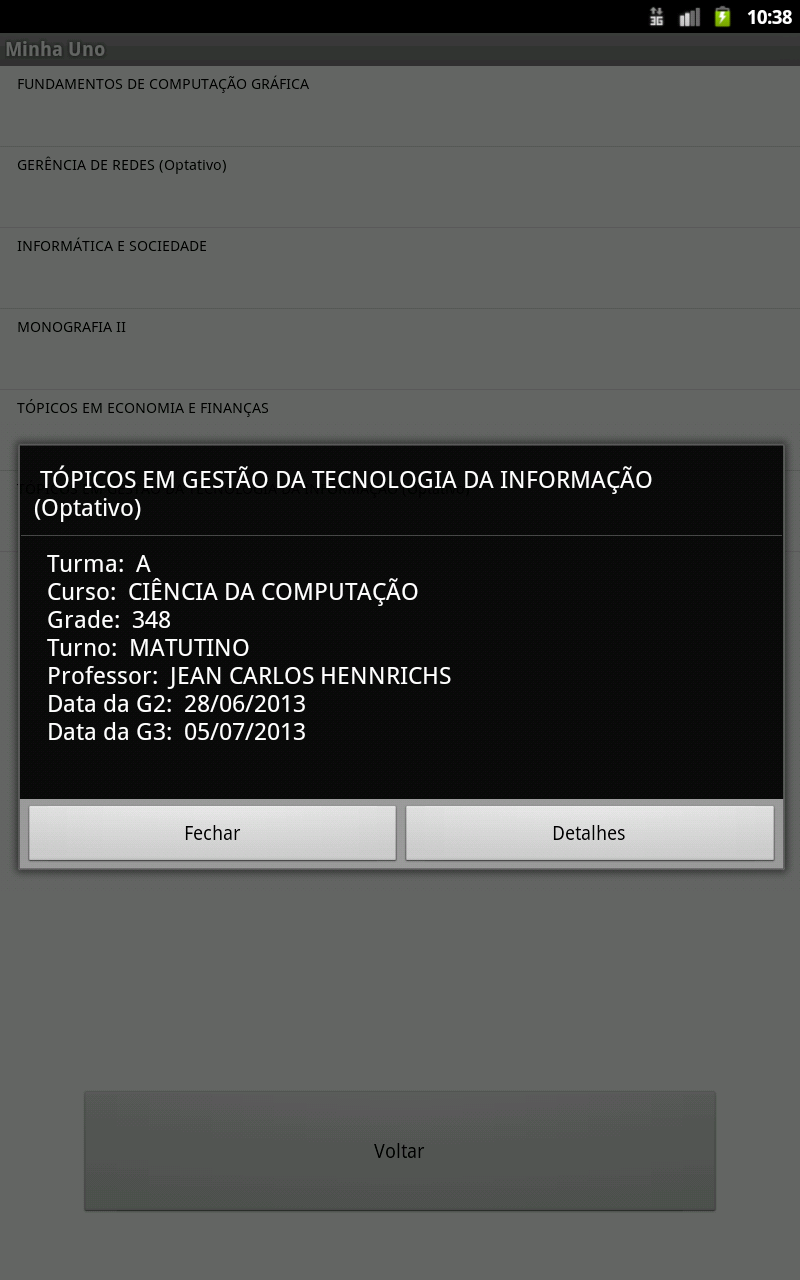 3G
10:38
Minha Uno
FUNDAMENTOS DE COMPUTAÇÃO GRÁFICA
GERÊNCIA DE REDES (Optativo)
INFORMÁTICA E SOCIEDADE
MONOGRAFIA II
TÓPICOS EM ECONOMIA E FINANÇAS
TÓPICOS EM GESTÃO DA TECNOLOGIA DA INFORMAÇÃO
(Optativo)
Turma: A
Curso: CIÊNCIA DA COMPUTAÇÃO
Grade: 348
Turno: MATUTINO
Professor: JEAN CARLOS HENNRICHS
Data da G2: 28/06/2013
Data da G3: 05/07/2013
Fechar
Detalhes
Voltar